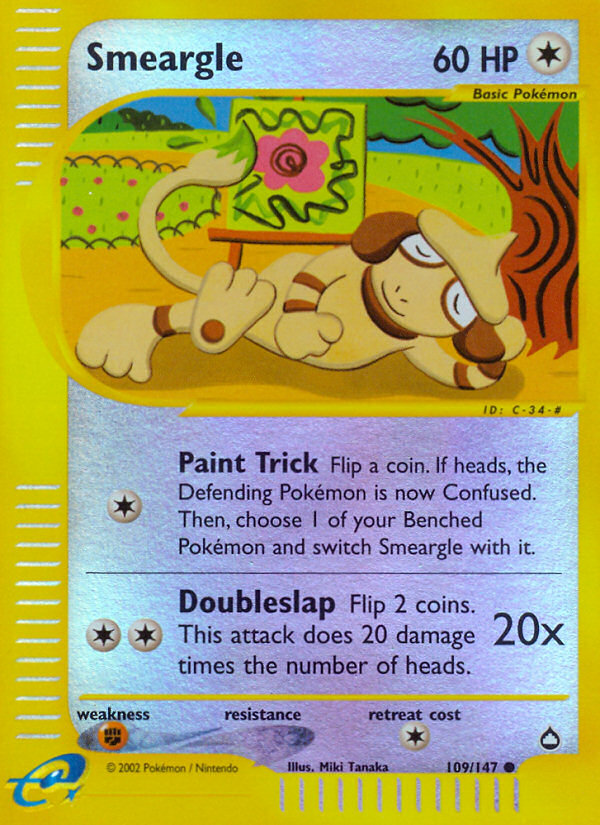 Smeargle 60 HP
Basic Pokémon
ID: C-34-#
Paint Trick Flip a coin. If heads, the
Defending Pokémon is now Confused.
Then, choose 1 of your Benched
Pokémon and switch Smeargle with it.
Doubleslap Flip 2 coins.
This attack does 20 damage
times the number of heads.
20x
weakness resistance retreat cost
© 2002 Pokémon / Nintendo Illus. Miki Tanaka 109/147
e